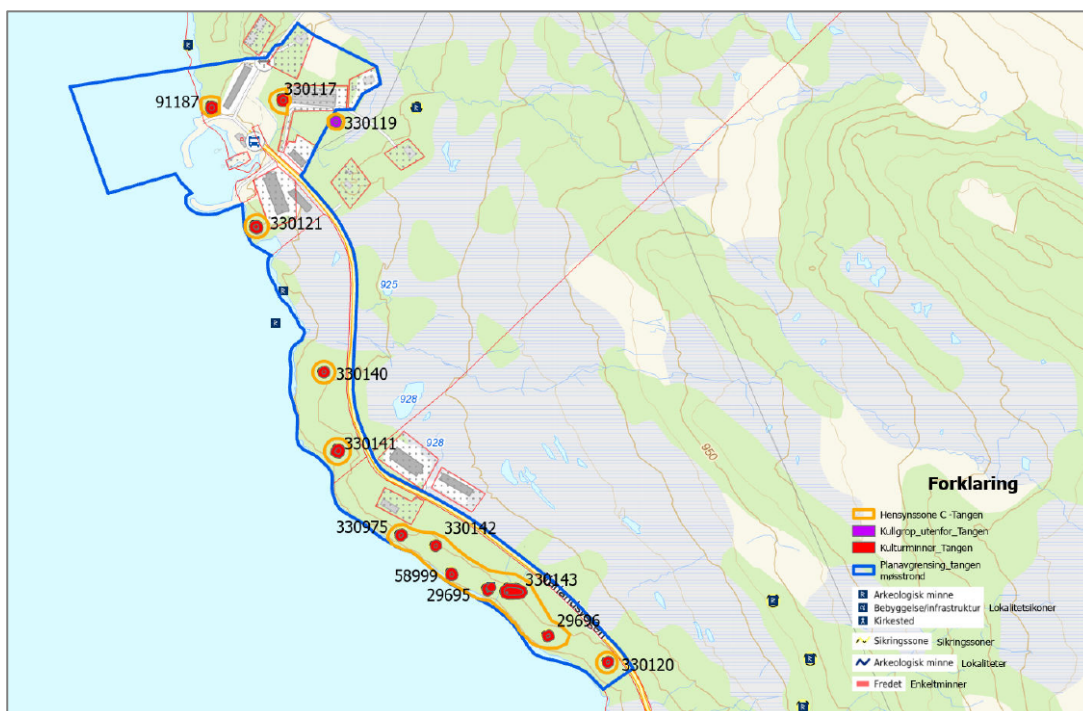 91187
330117
330119
330121
925
330140
928
330141
928
950
330975
330142
58999
29695
330143
29696
330120
Forklaring
Hensynssone C -Tangen
Kullgrop_utenfor_Tangen
Kulturminner_Tangen
Planavgrensing_tangen
møsstrond
Arkeologisk minne
Bebyggelse/infrastruktur Lokalitetsikoner
Kirkested
Sikringssone Sikringssoner
Arkeologisk minne Lokaliteter
Fredet Enkeltminner